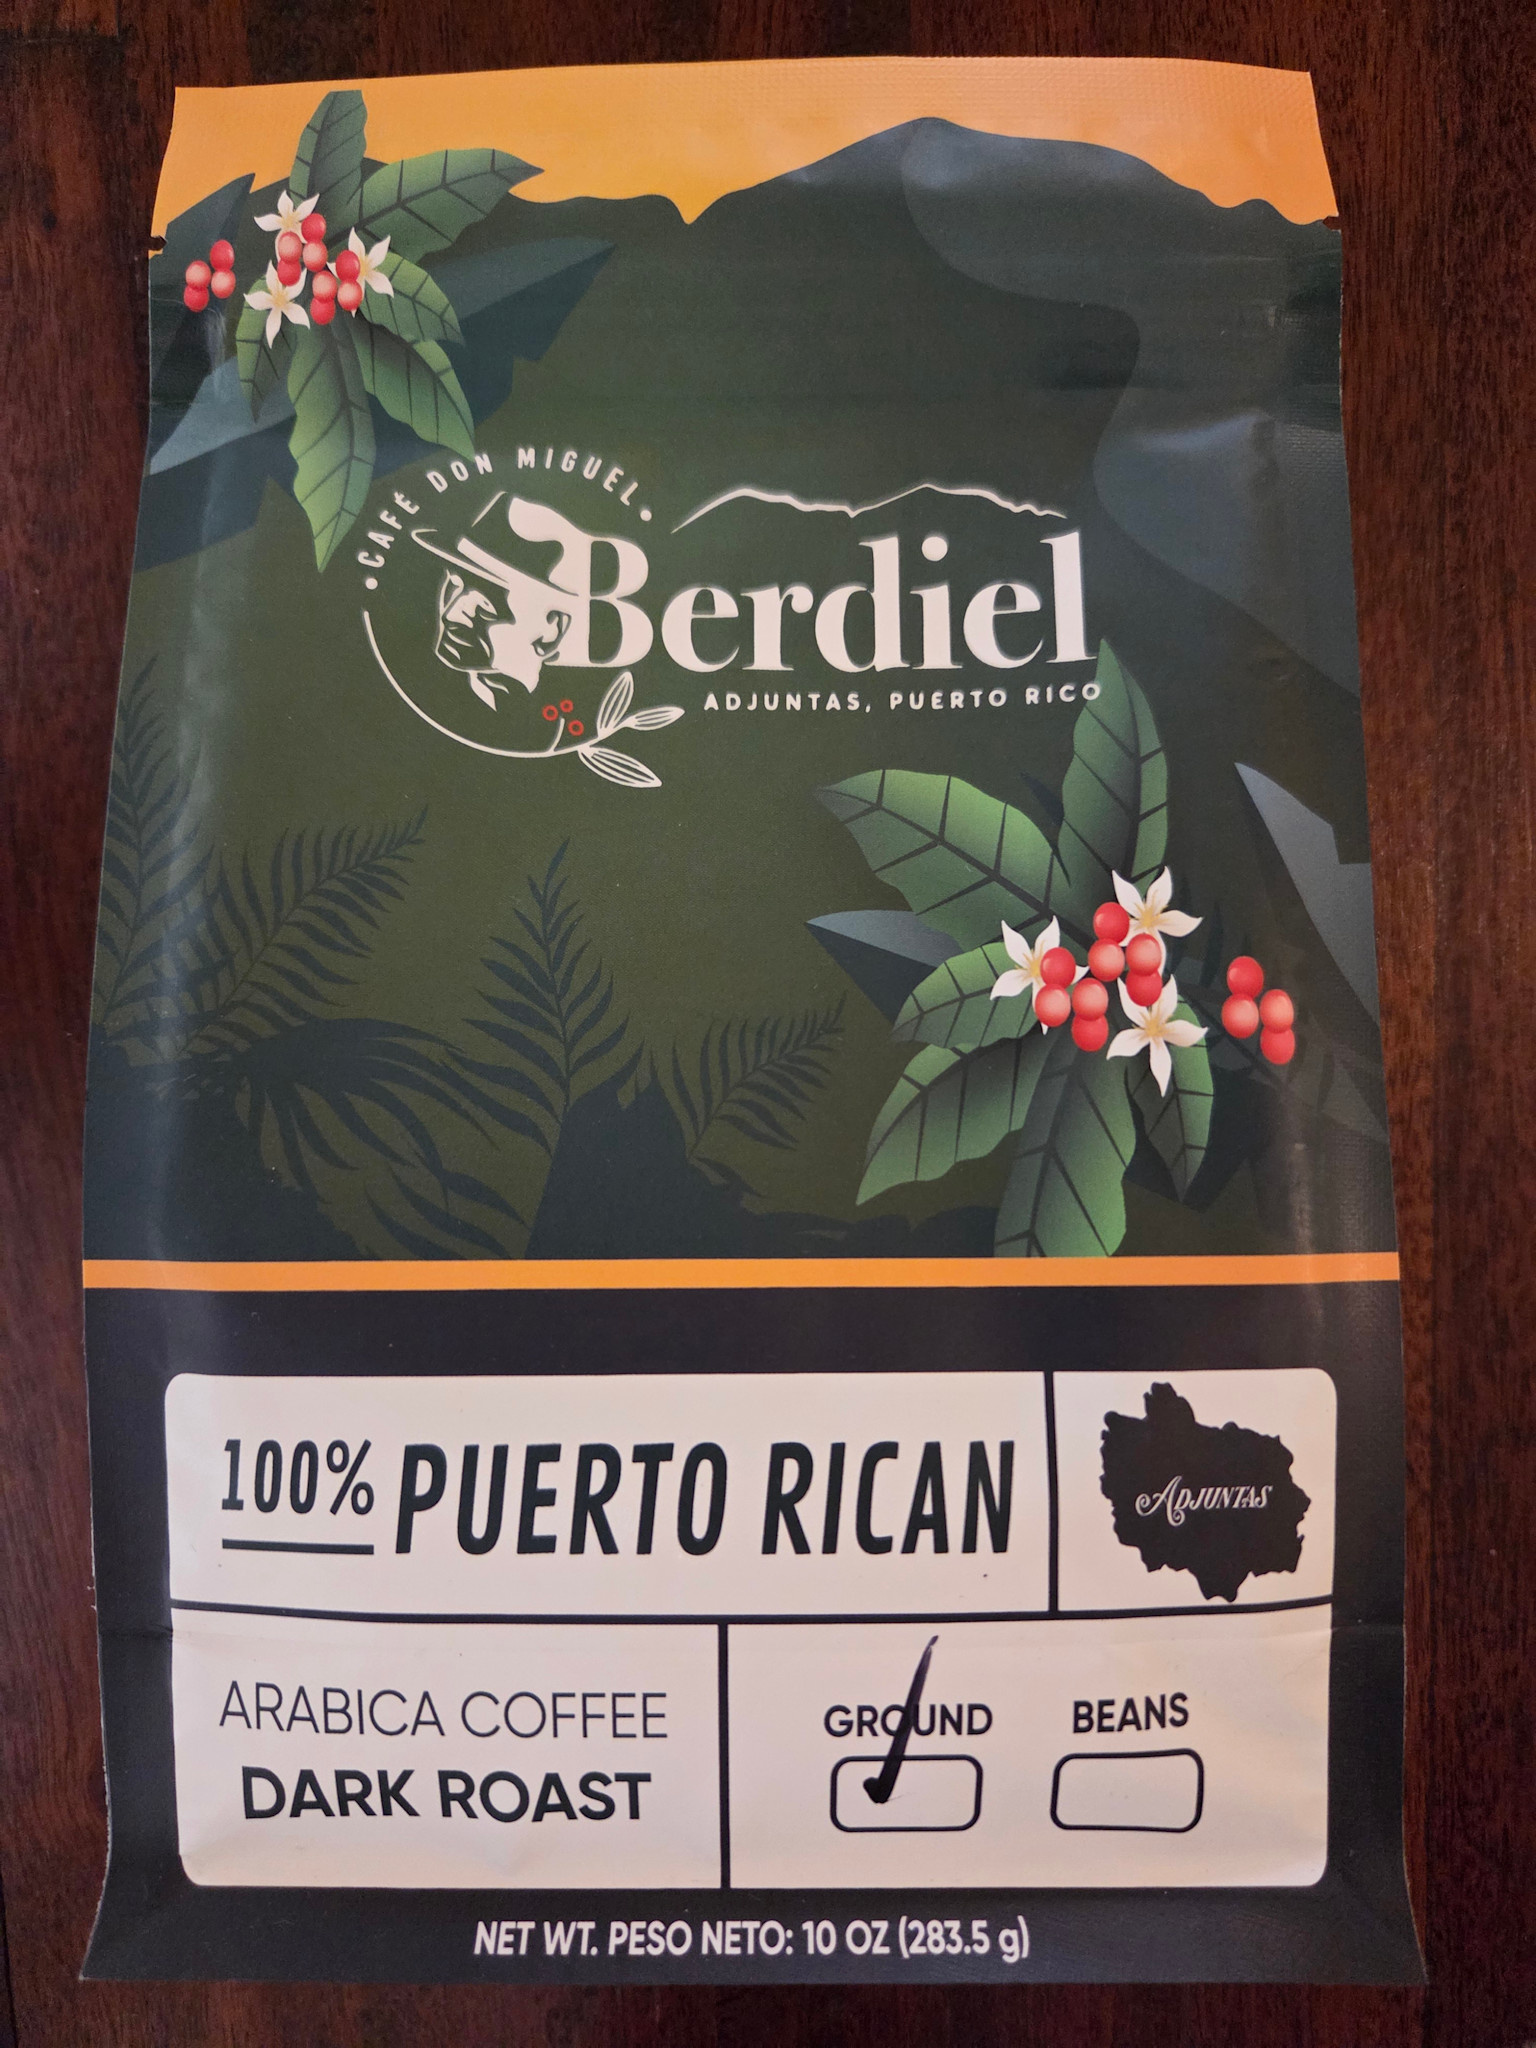 • CAFÉ DON MIGUEL •
Berdiel
ADJUNTAS, PUERTO RICO
100% PUERTO RICAN
ADJUNTAS
ARABICA COFFEE
DARK ROAST
GROUND BEANS
NET WT. PESO NETO: 10 OZ (283.5 g)